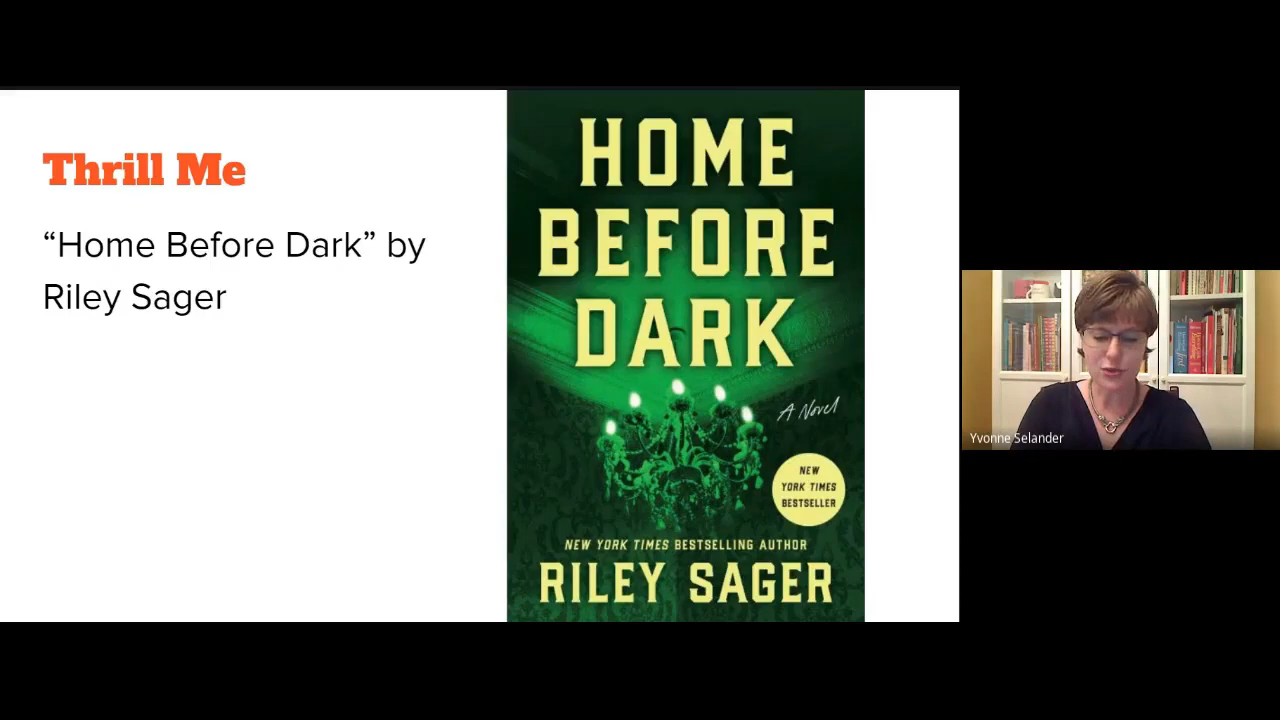 Thrill Me
“Home Before Dark” by
Riley Sager
HOME
BEFORE
DARK
A Novel
NEW
YORK TIMES
BESTSELLER
NEW YORK TIMES BESTSELLING AUTHOR
RILEY SAGER
Yvonne Selander